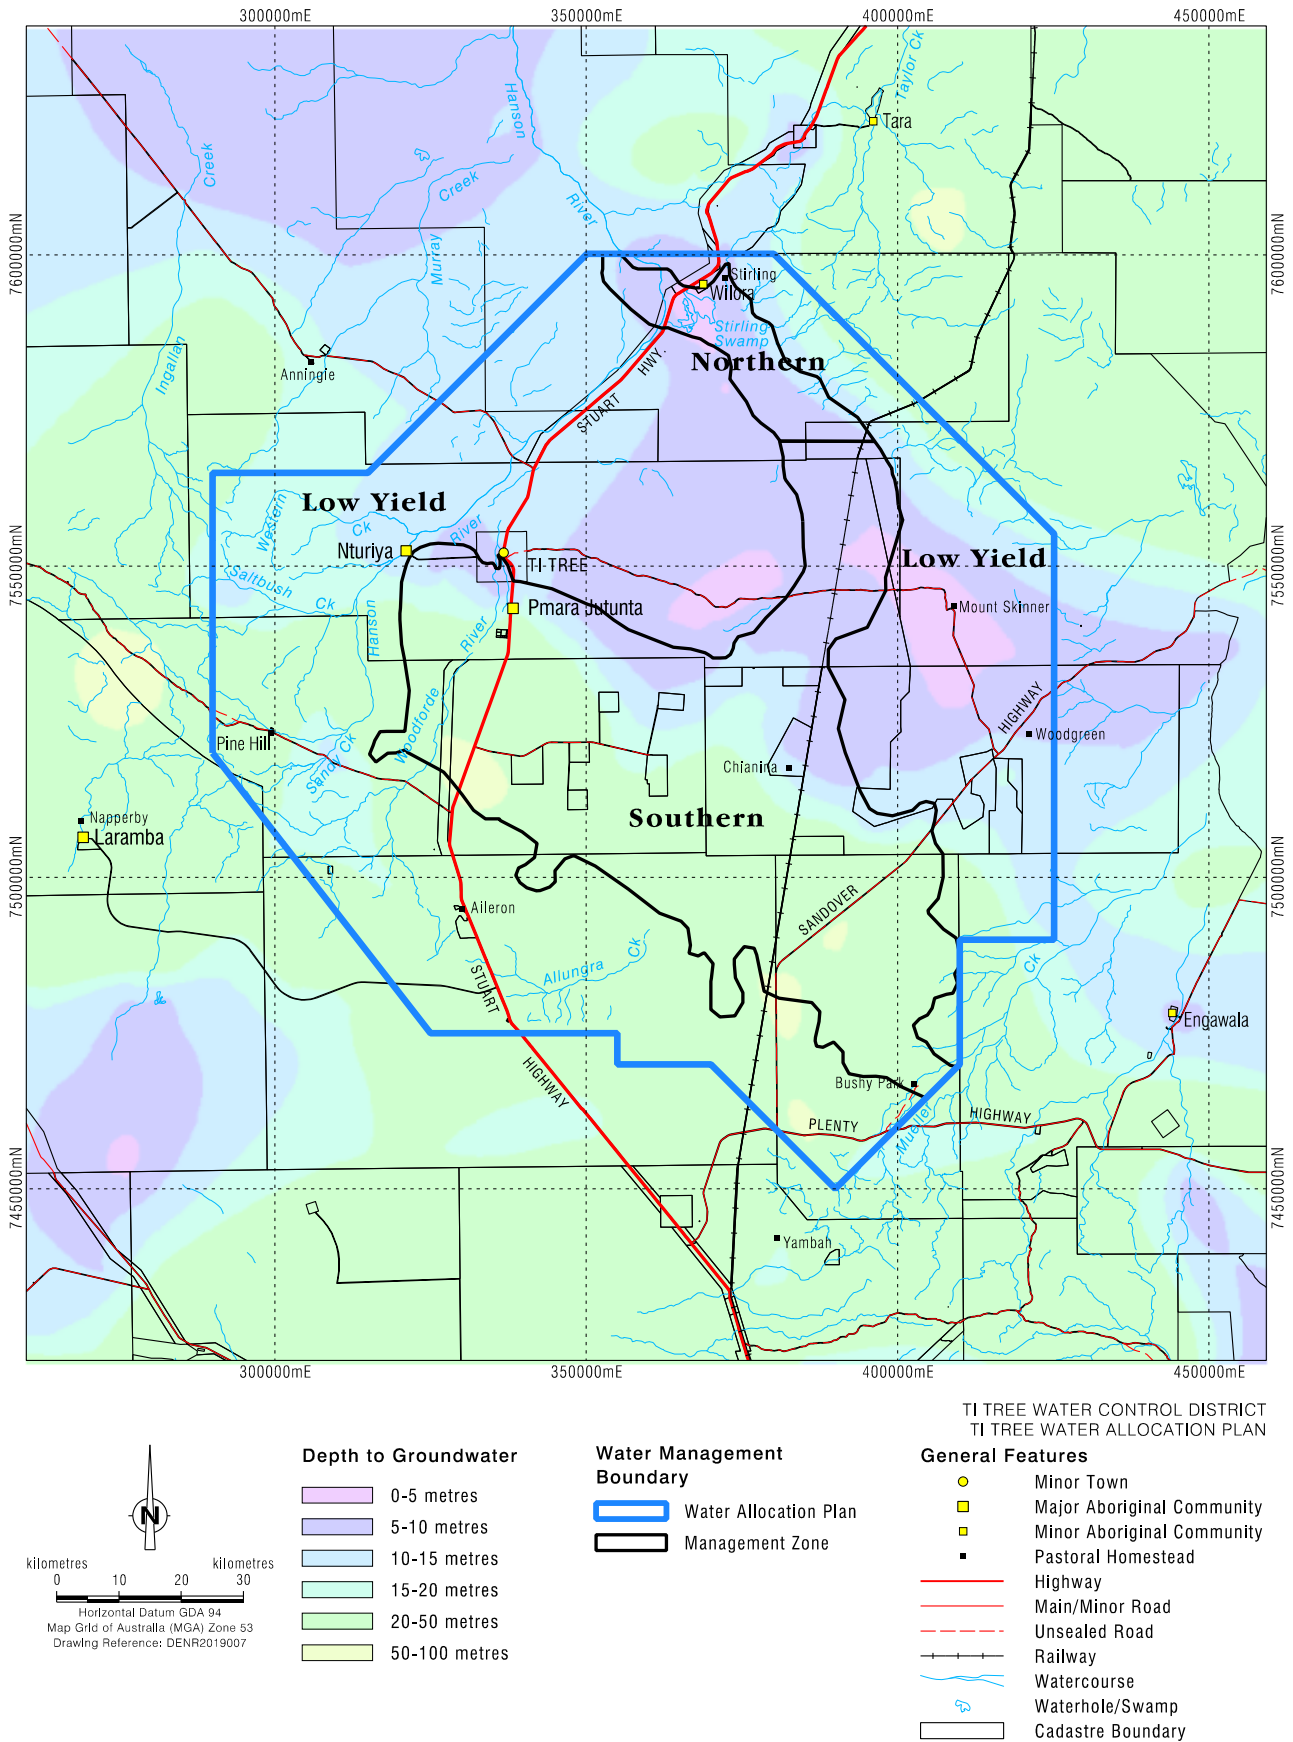 300000mE
350000mE
400000mE
450000mE
7600000mN
7600000mN
7550000mN
7550000mN
7500000mN
7500000mN
7450000mN
7450000mN
Taylor Ck
Hanson
River
Tara
Creek
Creek
Murray
Ingallan
Stirling
Wilora
Stirling
Swamp
Northern
HWY.
STUART
Anningie
Low Yield
Western
Ck
River
Nturiya
TI TREE
Low Yield
Saltbush
Ck
Hanson
Pmara Jutunta
River
Mount Skinner
Woodforde
HIGHWAY
Woodgreen
Pine Hill
Sandy Ck
Chianina
Napperby
Laramba
Southern
SANDOVER
Aileron
STUART
Allungra
Ck
Ck
Engawala
HIGHWAY
Bushy Park
PLENTY
Mueller
HIGHWAY
Yambah
300000mE
350000mE
400000mE
450000mE
TI TREE WATER CONTROL DISTRICT
TI TREE WATER ALLOCATION PLAN
N
kilometres
kilometres
0
10
20
30
Horizontal Datum GDA 94
Map Grid of Australia (MGA) Zone 53
Drawing Reference: DENR2019007
Depth to Groundwater
0-5 metres
5-10 metres
10-15 metres
15-20 metres
20-50 metres
50-100 metres
Water Management
Boundary
Water Allocation Plan
Management Zone
General Features
Minor Town
Major Aboriginal Community
Minor Aboriginal Community
Pastoral Homestead
Highway
Main/Minor Road
Unsealed Road
Railway
Watercourse
Waterhole/Swamp
Cadastre Boundary